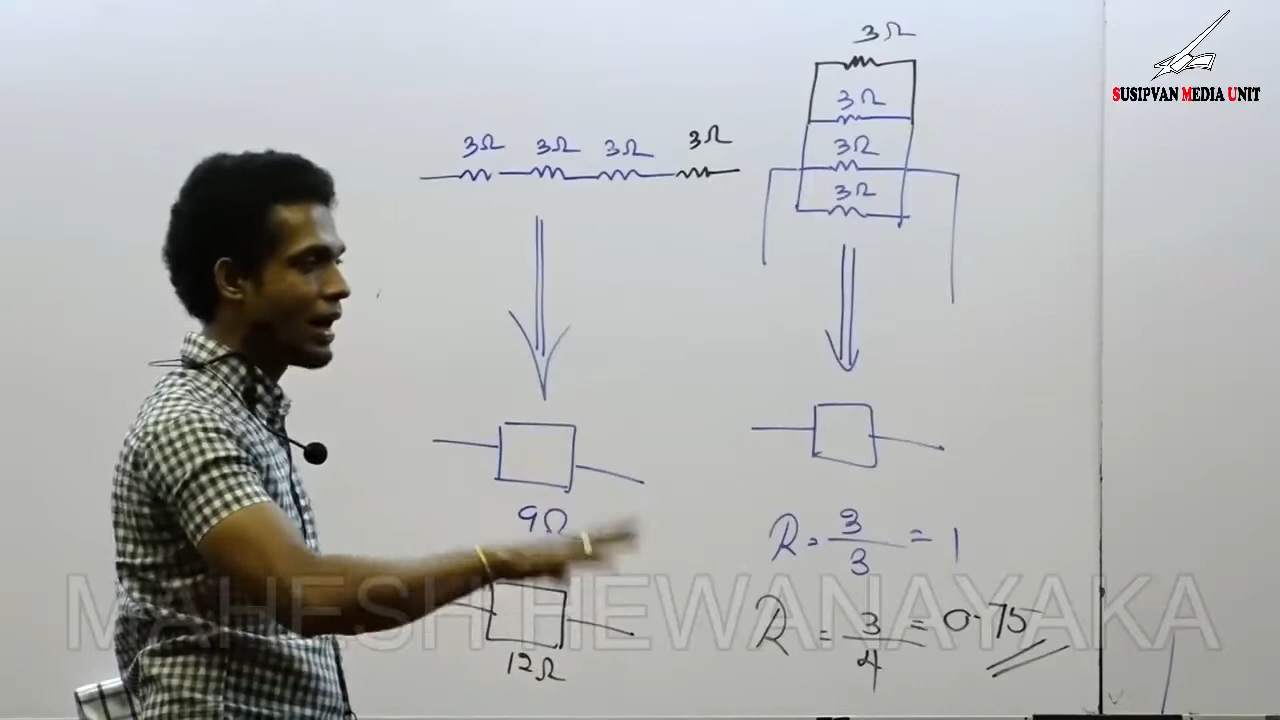 SUSIPVAN MEDIA UNIT
3Ω 3Ω 3Ω 3Ω
3Ω
3Ω
3Ω
3Ω
9Ω
12Ω
R = 3/3 = 1
R = 3/4 = 0.75
MAHESH HEWANAYAKA